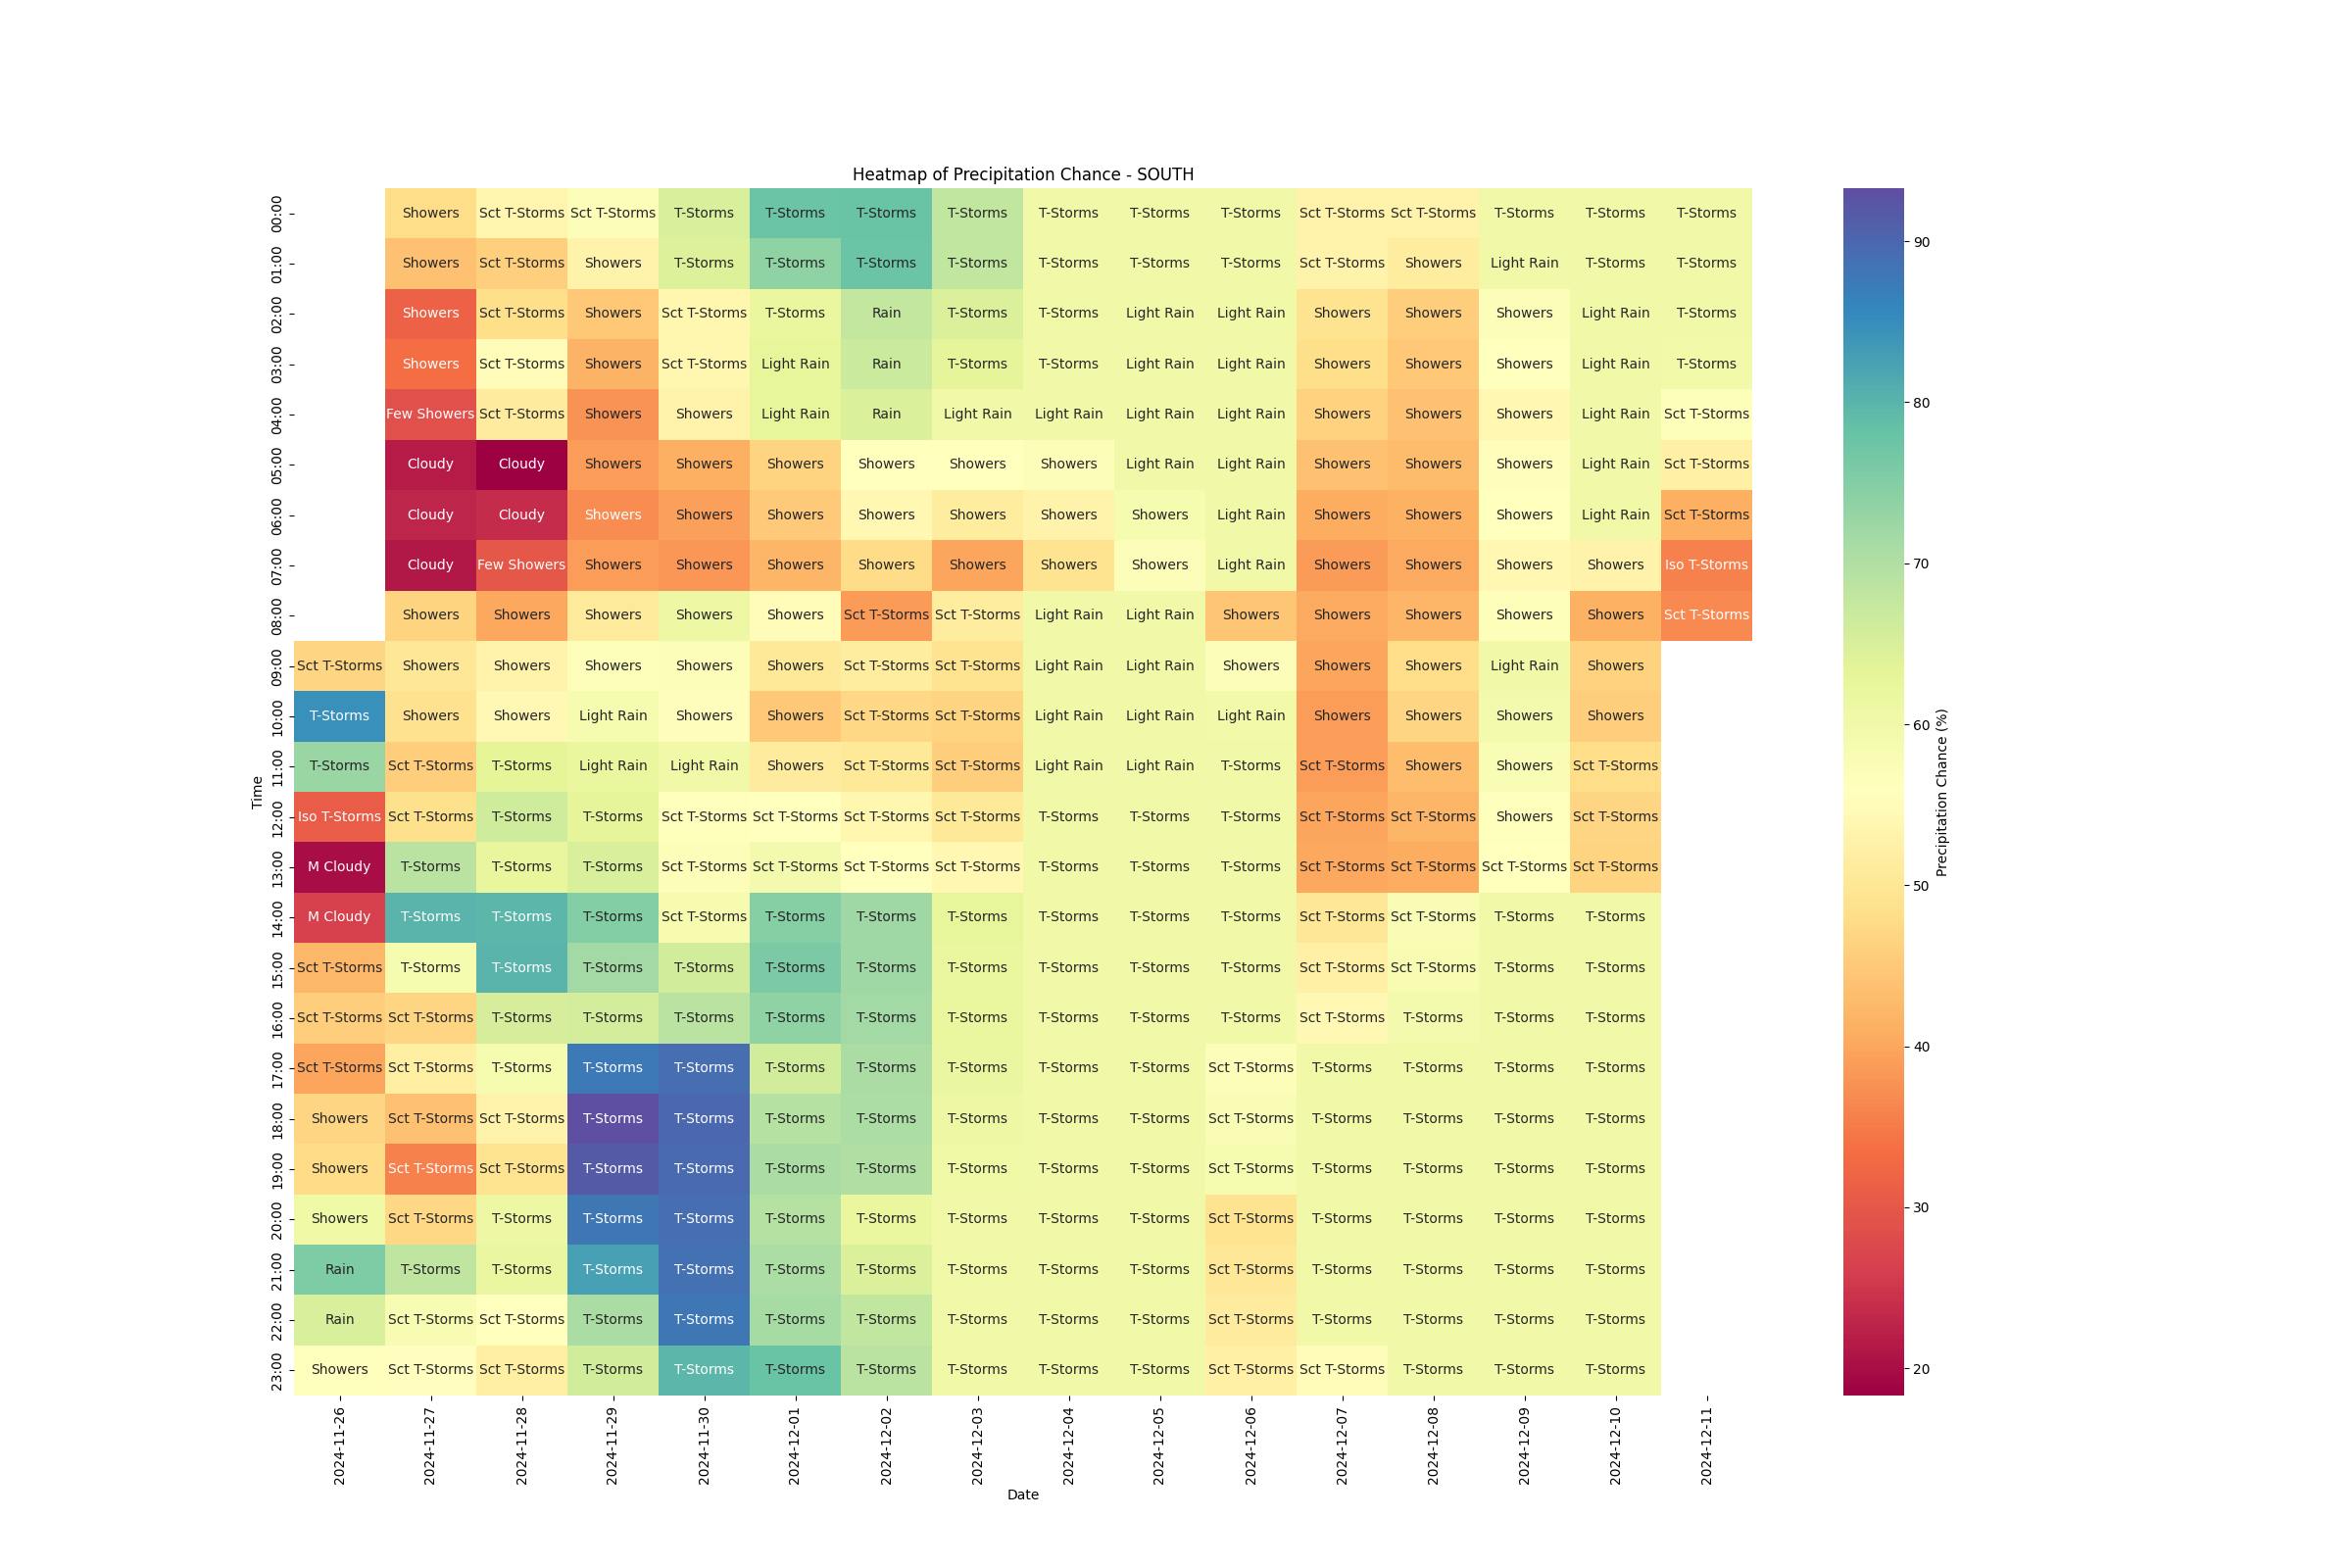 Heatmap of Precipitation Chance - SOUTH
00:00 Showers Sct T-Storms Sct T-Storms T-Storms T-Storms T-Storms T-Storms T-Storms T-Storms T-Storms Sct T-Storms Sct T-Storms T-Storms T-Storms T-Storms
01:00 Showers Sct T-Storms Showers T-Storms T-Storms T-Storms T-Storms T-Storms T-Storms T-Storms Sct T-Storms Showers Light Rain T-Storms T-Storms
02:00 Showers Sct T-Storms Showers Sct T-Storms T-Storms Rain T-Storms T-Storms Light Rain Light Rain Showers Showers Showers Light Rain T-Storms
03:00 Showers Sct T-Storms Showers Sct T-Storms Light Rain Rain T-Storms T-Storms Light Rain Light Rain Showers Showers Showers Light Rain T-Storms
04:00 Few Showers Sct T-Storms Showers Showers Light Rain Rain Light Rain Light Rain Light Rain Light Rain Showers Showers Showers Light Rain Sct T-Storms
05:00 Cloudy Cloudy Showers Showers Showers Showers Showers Showers Light Rain Light Rain Showers Showers Showers Light Rain Sct T-Storms
06:00 Cloudy Cloudy Showers Showers Showers Showers Showers Showers Showers Light Rain Showers Showers Showers Light Rain Sct T-Storms
07:00 Cloudy Few Showers Showers Showers Showers Showers Showers Showers Showers Light Rain Showers Showers Showers Showers Iso T-Storms
08:00 Showers Showers Showers Showers Showers Sct T-Storms Sct T-Storms Light Rain Light Rain Showers Showers Showers Showers Showers Sct T-Storms
09:00 Sct T-Storms Showers Showers Showers Showers Showers Sct T-Storms Sct T-Storms Light Rain Light Rain Showers Showers Showers Light Rain Showers
10:00 T-Storms Showers Showers Light Rain Showers Showers Sct T-Storms Sct T-Storms Light Rain Light Rain Light Rain Showers Showers Showers Showers
11:00 T-Storms Sct T-Storms T-Storms Light Rain Light Rain Showers Sct T-Storms Sct T-Storms Light Rain Light Rain T-Storms Sct T-Storms Showers Showers Sct T-Storms
12:00 Iso T-Storms Sct T-Storms T-Storms T-Storms Sct T-Storms Sct T-Storms Sct T-Storms Sct T-Storms T-Storms T-Storms T-Storms Sct T-Storms Sct T-Storms Showers Sct T-Storms
13:00 M Cloudy T-Storms T-Storms T-Storms Sct T-Storms Sct T-Storms Sct T-Storms Sct T-Storms T-Storms T-Storms T-Storms Sct T-Storms Sct T-Storms Sct T-Storms Sct T-Storms
14:00 M Cloudy T-Storms T-Storms T-Storms Sct T-Storms T-Storms T-Storms T-Storms T-Storms T-Storms T-Storms Sct T-Storms Sct T-Storms T-Storms T-Storms
15:00 Sct T-Storms T-Storms T-Storms T-Storms T-Storms T-Storms T-Storms T-Storms T-Storms T-Storms T-Storms Sct T-Storms Sct T-Storms T-Storms T-Storms
16:00 Sct T-Storms Sct T-Storms T-Storms T-Storms T-Storms T-Storms T-Storms T-Storms T-Storms T-Storms T-Storms Sct T-Storms T-Storms T-Storms T-Storms
17:00 Sct T-Storms Sct T-Storms T-Storms T-Storms T-Storms T-Storms T-Storms T-Storms T-Storms T-Storms Sct T-Storms T-Storms T-Storms T-Storms T-Storms
18:00 Showers Sct T-Storms Sct T-Storms T-Storms T-Storms T-Storms T-Storms T-Storms T-Storms T-Storms Sct T-Storms T-Storms T-Storms T-Storms T-Storms
19:00 Showers Sct T-Storms Sct T-Storms T-Storms T-Storms T-Storms T-Storms T-Storms T-Storms T-Storms Sct T-Storms T-Storms T-Storms T-Storms T-Storms
20:00 Showers Sct T-Storms T-Storms T-Storms T-Storms T-Storms T-Storms T-Storms T-Storms T-Storms Sct T-Storms T-Storms T-Storms T-Storms T-Storms
21:00 Rain T-Storms T-Storms T-Storms T-Storms T-Storms T-Storms T-Storms T-Storms T-Storms Sct T-Storms T-Storms T-Storms T-Storms T-Storms
22:00 Rain Sct T-Storms Sct T-Storms T-Storms T-Storms T-Storms T-Storms T-Storms T-Storms T-Storms Sct T-Storms T-Storms T-Storms T-Storms T-Storms
23:00 Showers Sct T-Storms Sct T-Storms T-Storms T-Storms T-Storms T-Storms T-Storms T-Storms T-Storms Sct T-Storms Sct T-Storms T-Storms T-Storms T-Storms
Time
2024-11-26 2024-11-27 2024-11-28 2024-11-29 2024-11-30 2024-12-01 2024-12-02 2024-12-03 2024-12-04 2024-12-05 2024-12-06 2024-12-07 2024-12-08 2024-12-09 2024-12-10 2024-12-11
Date
90
80
70
60
50
40
30
20
Precipitation Chance (%)